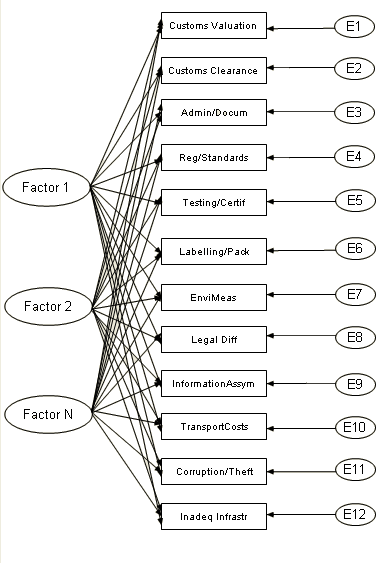 Customs Valuation
E1
Customs Clearance
E2
Admin/Docum
E3
Reg/Standards
E4
Factor 1
Testing/Certif
E5
Labelling/Pack
E6
Factor 2
EnviMeas
E7
Legal Diff
E8
InformationAssym
E9
Factor N
TransportCosts
E10
Corruption/Theft
E11
Inadeq Infrastr
E12